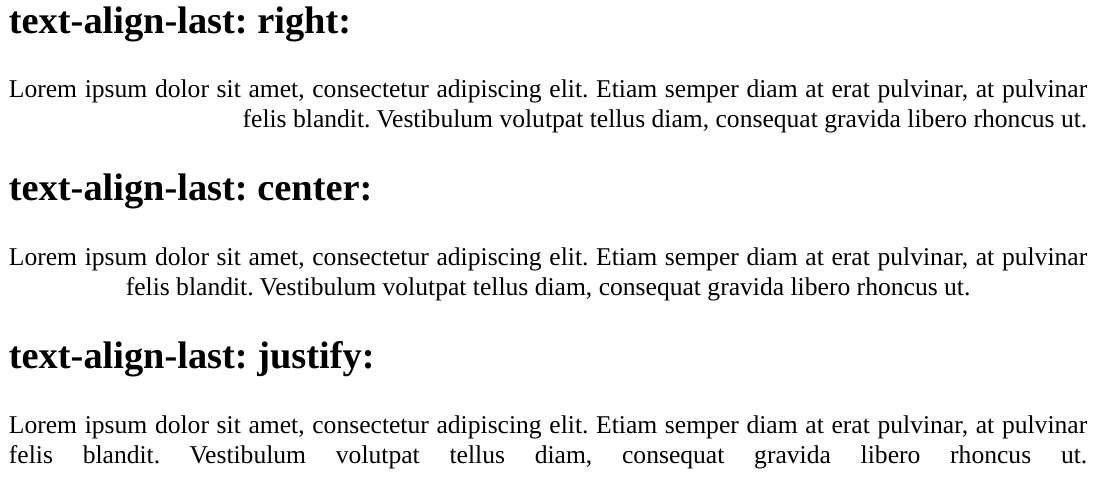 text-align-last: right:
Lorem ipsum dolor sit amet, consectetur adipiscing elit. Etiam semper diam at erat pulvinar, at pulvinar
felis blandit. Vestibulum volutpat tellus diam, consequat gravida libero rhoncus ut.
text-align-last: center:
Lorem ipsum dolor sit amet, consectetur adipiscing elit. Etiam semper diam at erat pulvinar, at pulvinar
felis blandit. Vestibulum volutpat tellus diam, consequat gravida libero rhoncus ut.
text-align-last: justify:
Lorem ipsum dolor sit amet, consectetur adipiscing elit. Etiam semper diam at erat pulvinar, at pulvinar
felis blandit. Vestibulum volutpat tellus diam, consequat gravida libero rhoncus ut.